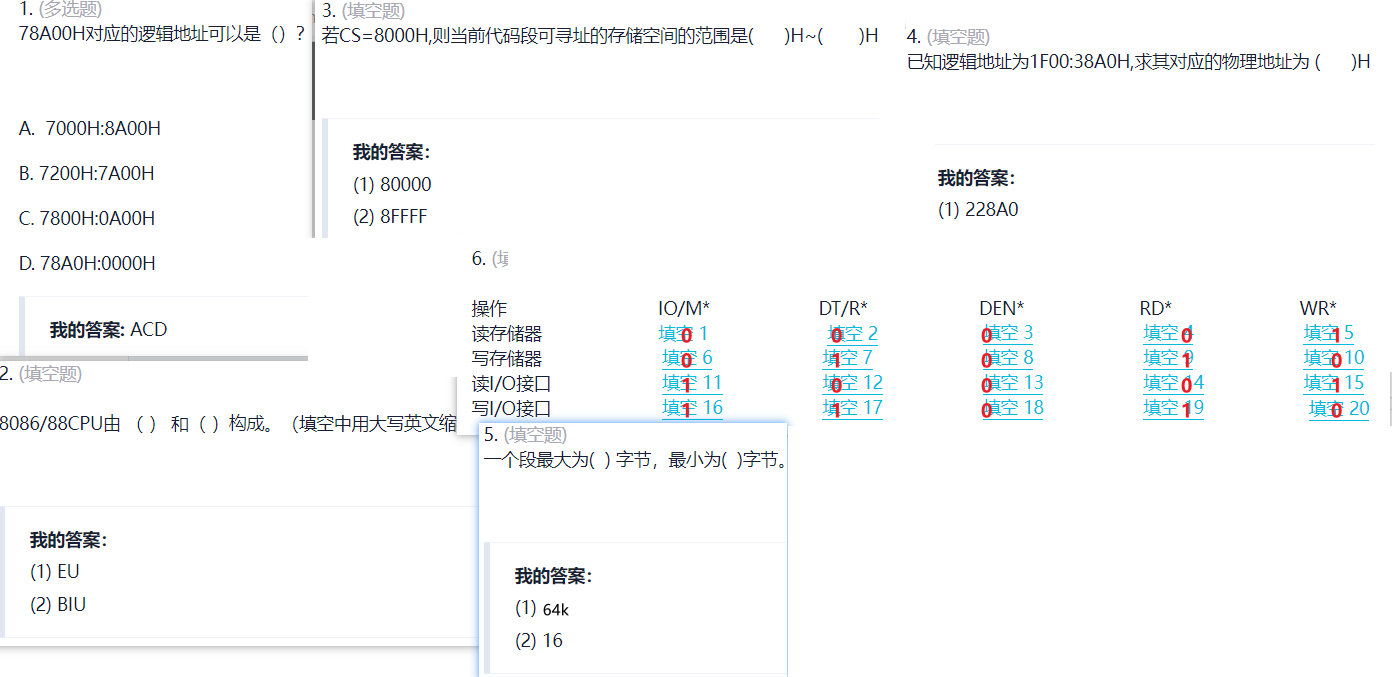 1. (多选题)
78A00H对应的逻辑地址可以是（）?
A. 7000H:8A00H
B. 7200H:7A00H
C. 7800H:0A00H
D. 78A0H:0000H
我的答案: ACD
2. (填空题)
8086/88CPU由 （ ） 和（ ）构成。（填空中用大写英文缩
我的答案：
(1) EU
(2) BIU
3. (填空题)
若CS=8000H,则当前代码段可寻址的存储空间的范围是( )H~( )H
我的答案：
(1) 80000
(2) 8FFFF
4. (填空题)
已知逻辑地址为1F00:38A0H,求其对应的物理地址为 ( )H
我的答案：
(1) 228A0
6. (填
操作 IO/M* DT/R* DEN* RD* WR*
读存储器 填空 1 0 填空 2 0 填空 3 0 填空 4 0 填空 5 1
写存储器 填空 6 0 填空 7 1 填空 8 0 填空 9 1 填空 10 0
读I/O接口 填空 11 1 填空 12 0 填空 13 0 填空 14 0 填空 15 1
写I/O接口 填空 16 1 填空 17 1 填空 18 0 填空 19 1 填空 20 0
5. (填空题)
一个段最大为( ) 字节，最小为( )字节。
我的答案：
(1) 64k
(2) 16